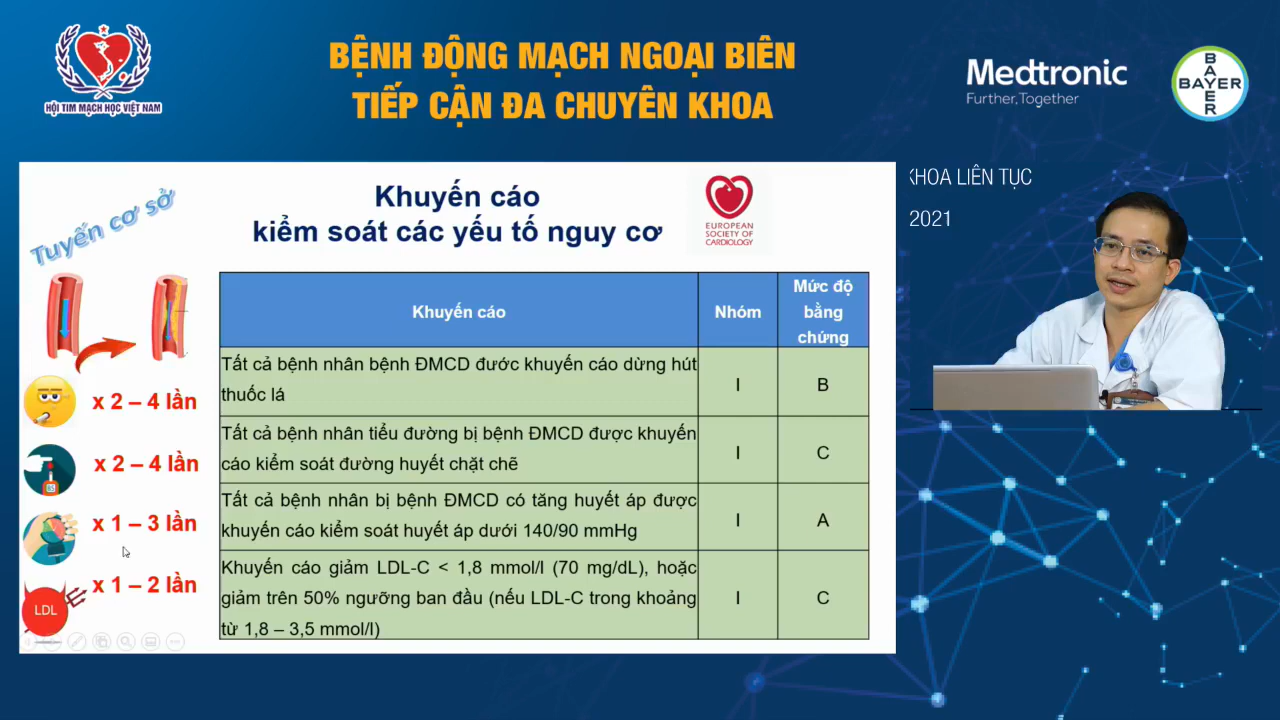 BỆNH ĐỘNG MẠCH NGOẠI BIÊN
TIẾP CẬN ĐA CHUYÊN KHOA
HỘI TIM MẠCH HỌC VIỆT NAM
Medtronic
Further, Together
BAYER
BAYER
KHOA LIÊN TỤC
2021
Tuyến cơ sở
Khuyến cáo
kiểm soát các yếu tố nguy cơ
EUROPEAN
SOCIETY OF
CARDIOLOGY
x 2 – 4 lần
x 2 – 4 lần
x 1 – 3 lần
x 1 – 2 lần
LDL
Khuyến cáo
Nhóm
Mức độ
bằng
chứng
Tất cả bệnh nhân bệnh ĐMCD đước khuyến cáo dừng hút
thuốc lá
I
B
Tất cả bệnh nhân tiểu đường bị bệnh ĐMCD được khuyến
cáo kiểm soát đường huyết chặt chẽ
I
C
Tất cả bệnh nhân bị bệnh ĐMCD có tăng huyết áp được
khuyến cáo kiểm soát huyết áp dưới 140/90 mmHg
I
A
Khuyến cáo giảm LDL-C < 1,8 mmol/l (70 mg/dL), hoặc
giảm trên 50% ngưỡng ban đầu (nếu LDL-C trong khoảng
từ 1,8 – 3,5 mmol/l)
I
C